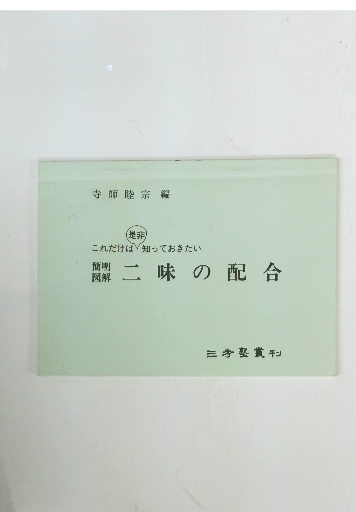 寺師睦宗 編
是非
これだけは知っておきたい
簡明
図解 二味の配合
三考塾叢刊